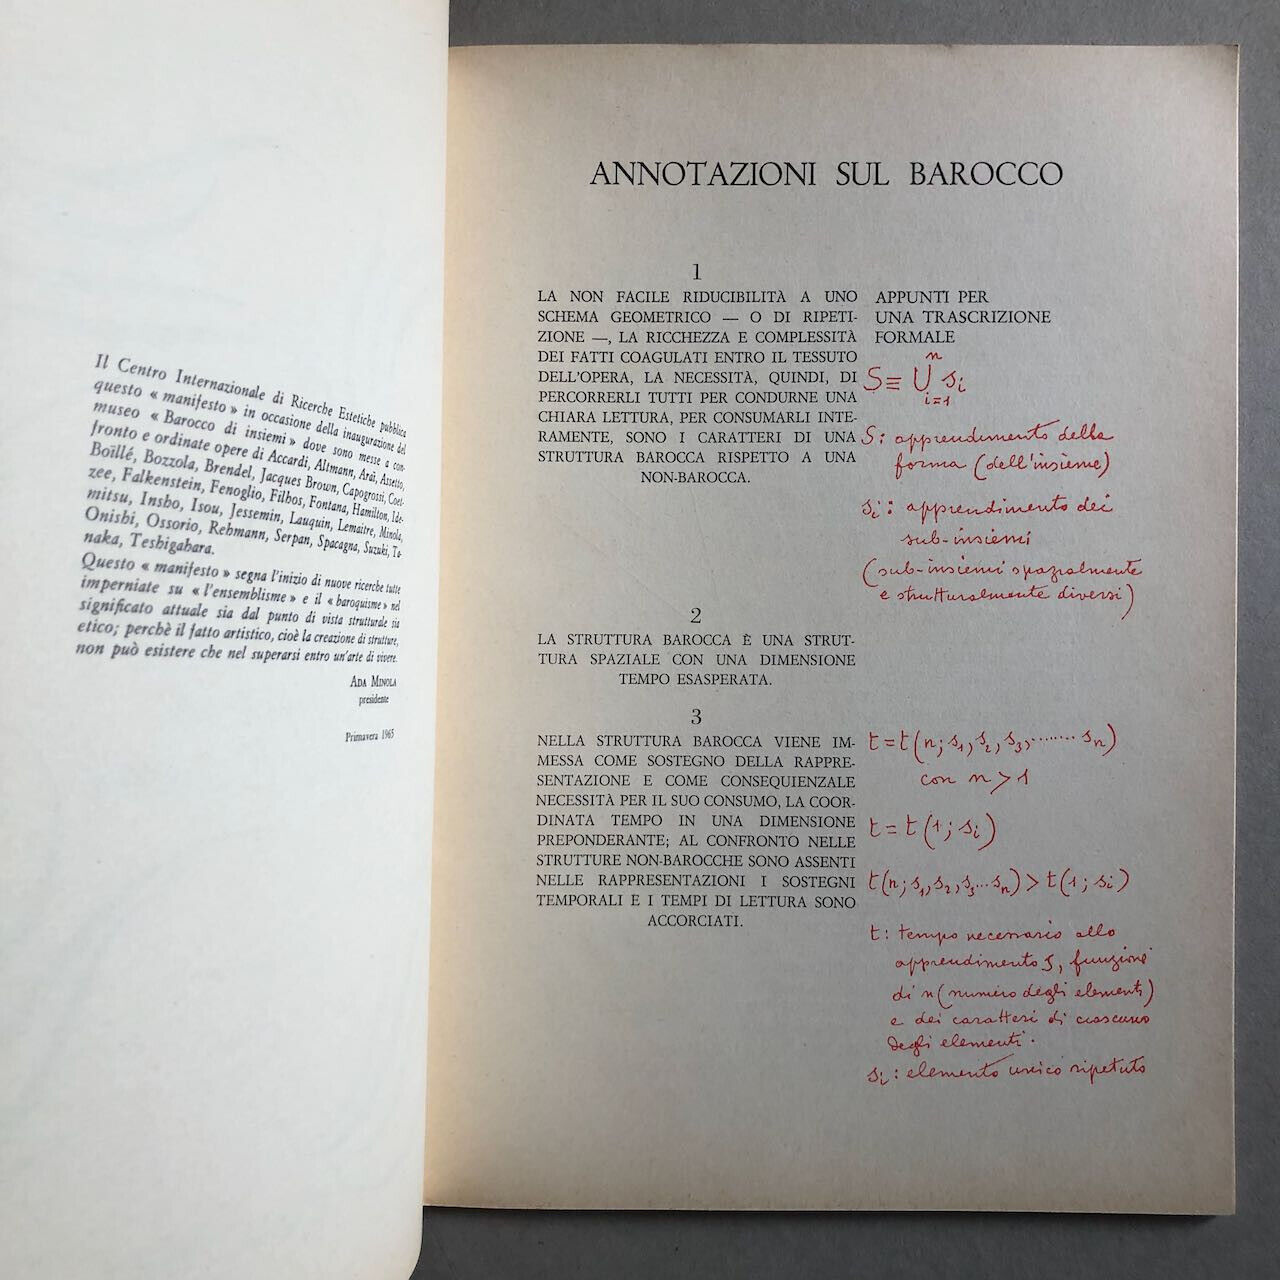 Il Centro Internazionale di Ricerche Estetiche pubblica
questo « manifesto » in occasione della inaugurazione del
museo « Barocco di insiemi » dove sono messe a con-
fronto e ordinate opere di Accardi, Altmann, Arai, Assetto,
Boillé, Bozzola, Brendel, Jacques Brown, Capogrossi, Coet-
zee, Falkenstein, Fenoglio, Filhos, Fontana, Hamilton, Ide-
mitsu, Insho, Isou, Jessemin, Lauquin, Lemaitre, Minola,
Onishi, Ossorio, Rehmann, Serpan, Spacagna, Suzuki, Ta-
naka, Teshigahara.
Questo « manifesto » segna l'inizio di nuove ricerche tutte
imperniate su « l'ensemblisme » e il « baroquisme » nel
significato attuale sia dal punto di vista strutturale sia
etico; perchè il fatto artistico, cioè la creazione di strutture,
non può esistere che nel superarsi entro un'arte di vivere.
ADA MINOLA
presidente
Primavera 1965
ANNOTAZIONI SUL BAROCCO
1
LA NON FACILE RIDUCIBILITÀ A UNO
SCHEMA GEOMETRICO — O DI RIPETI-
ZIONE —, LA RICCHEZZA E COMPLESSITÀ
DEI FATTI COAGULATI ENTRO IL TESSUTO
DELL'OPERA, LA NECESSITÀ, QUINDI, DI
PERCORRERLI TUTTI PER CONDURNE UNA
CHIARA LETTURA, PER CONSUMARLI INTE-
RAMENTE, SONO I CARATTERI DI UNA
STRUTTURA BAROCCA RISPETTO A UNA
NON-BAROCCA.
APPUNTI PER
UNA TRASCRIZIONE
FORMALE
n
S ≡ U si
i=1
S: apprendimento della
forma (dell'insieme)
si: apprendimento dei
sub-insiemi
(sub-insiemi spazialmente
e strutturalmente diversi)
2
LA STRUTTURA BAROCCA È UNA STRUT-
TURA SPAZIALE CON UNA DIMENSIONE
TEMPO ESASPERATA.
3
NELLA STRUTTURA BAROCCA VIENE IM-
MESSA COME SOSTEGNO DELLA RAPPRE-
SENTAZIONE E COME CONSEQUIENZALE
NECESSITÀ PER IL SUO CONSUMO, LA COOR-
DINATA TEMPO IN UNA DIMENSIONE
PREPONDERANTE; AL CONFRONTO NELLE
STRUTTURE NON-BAROCCHE SONO ASSENTI
NELLE RAPPRESENTAZIONI I SOSTEGNI
TEMPORALI E I TEMPI DI LETTURA SONO
ACCORCIATI.
t = t (n; s1, s2, s3, ........ sn)
con n > 1
t = t (1; si)
t (n; s1, s2, s3 ... sn) > t (1; si)
t: tempo necessario allo
apprendimento S, funzione
di n (numero degli elementi)
e dei caratteri di ciascuno
degli elementi.
si: elemento unico ripetuto